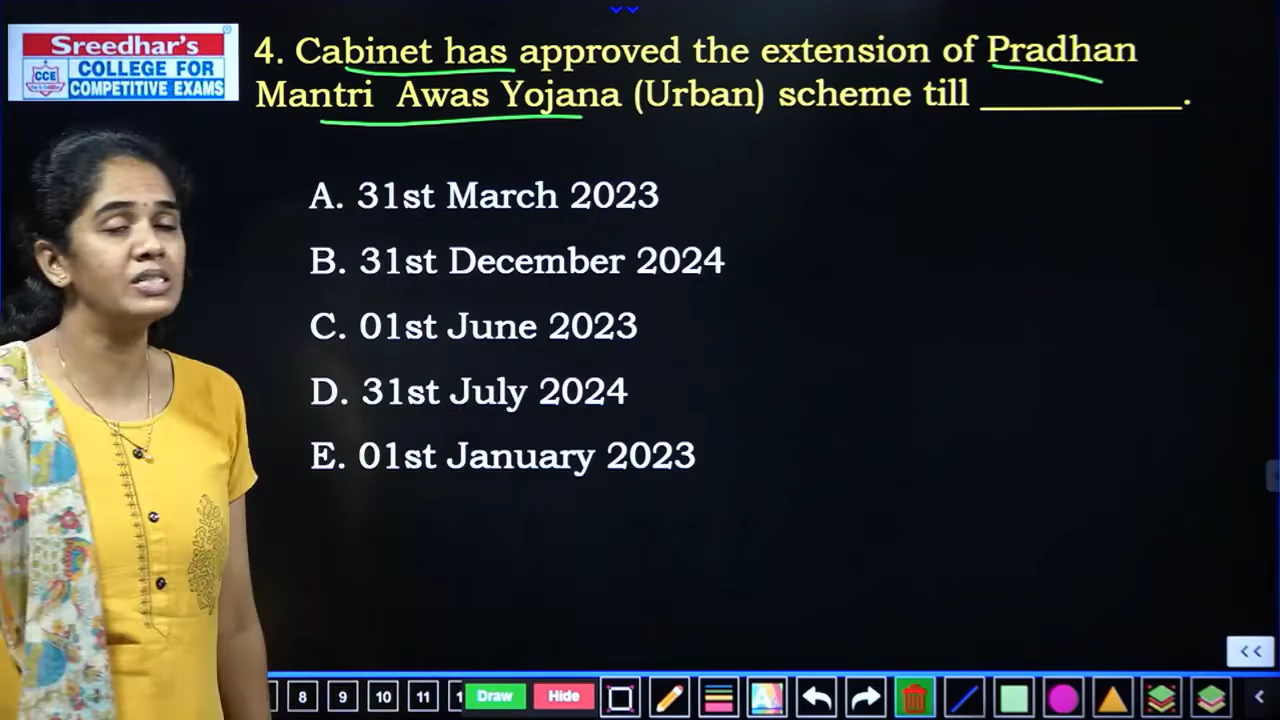 Sreedhar's
CCE
COLLEGE FOR
COMPETITIVE EXAMS
4. Cabinet has approved the extension of Pradhan
Mantri Awas Yojana (Urban) scheme till ___________.
A. 31st March 2023
B. 31st December 2024
C. 01st June 2023
D. 31st July 2024
E. 01st January 2023
8 9 10 11 1 Draw Hide